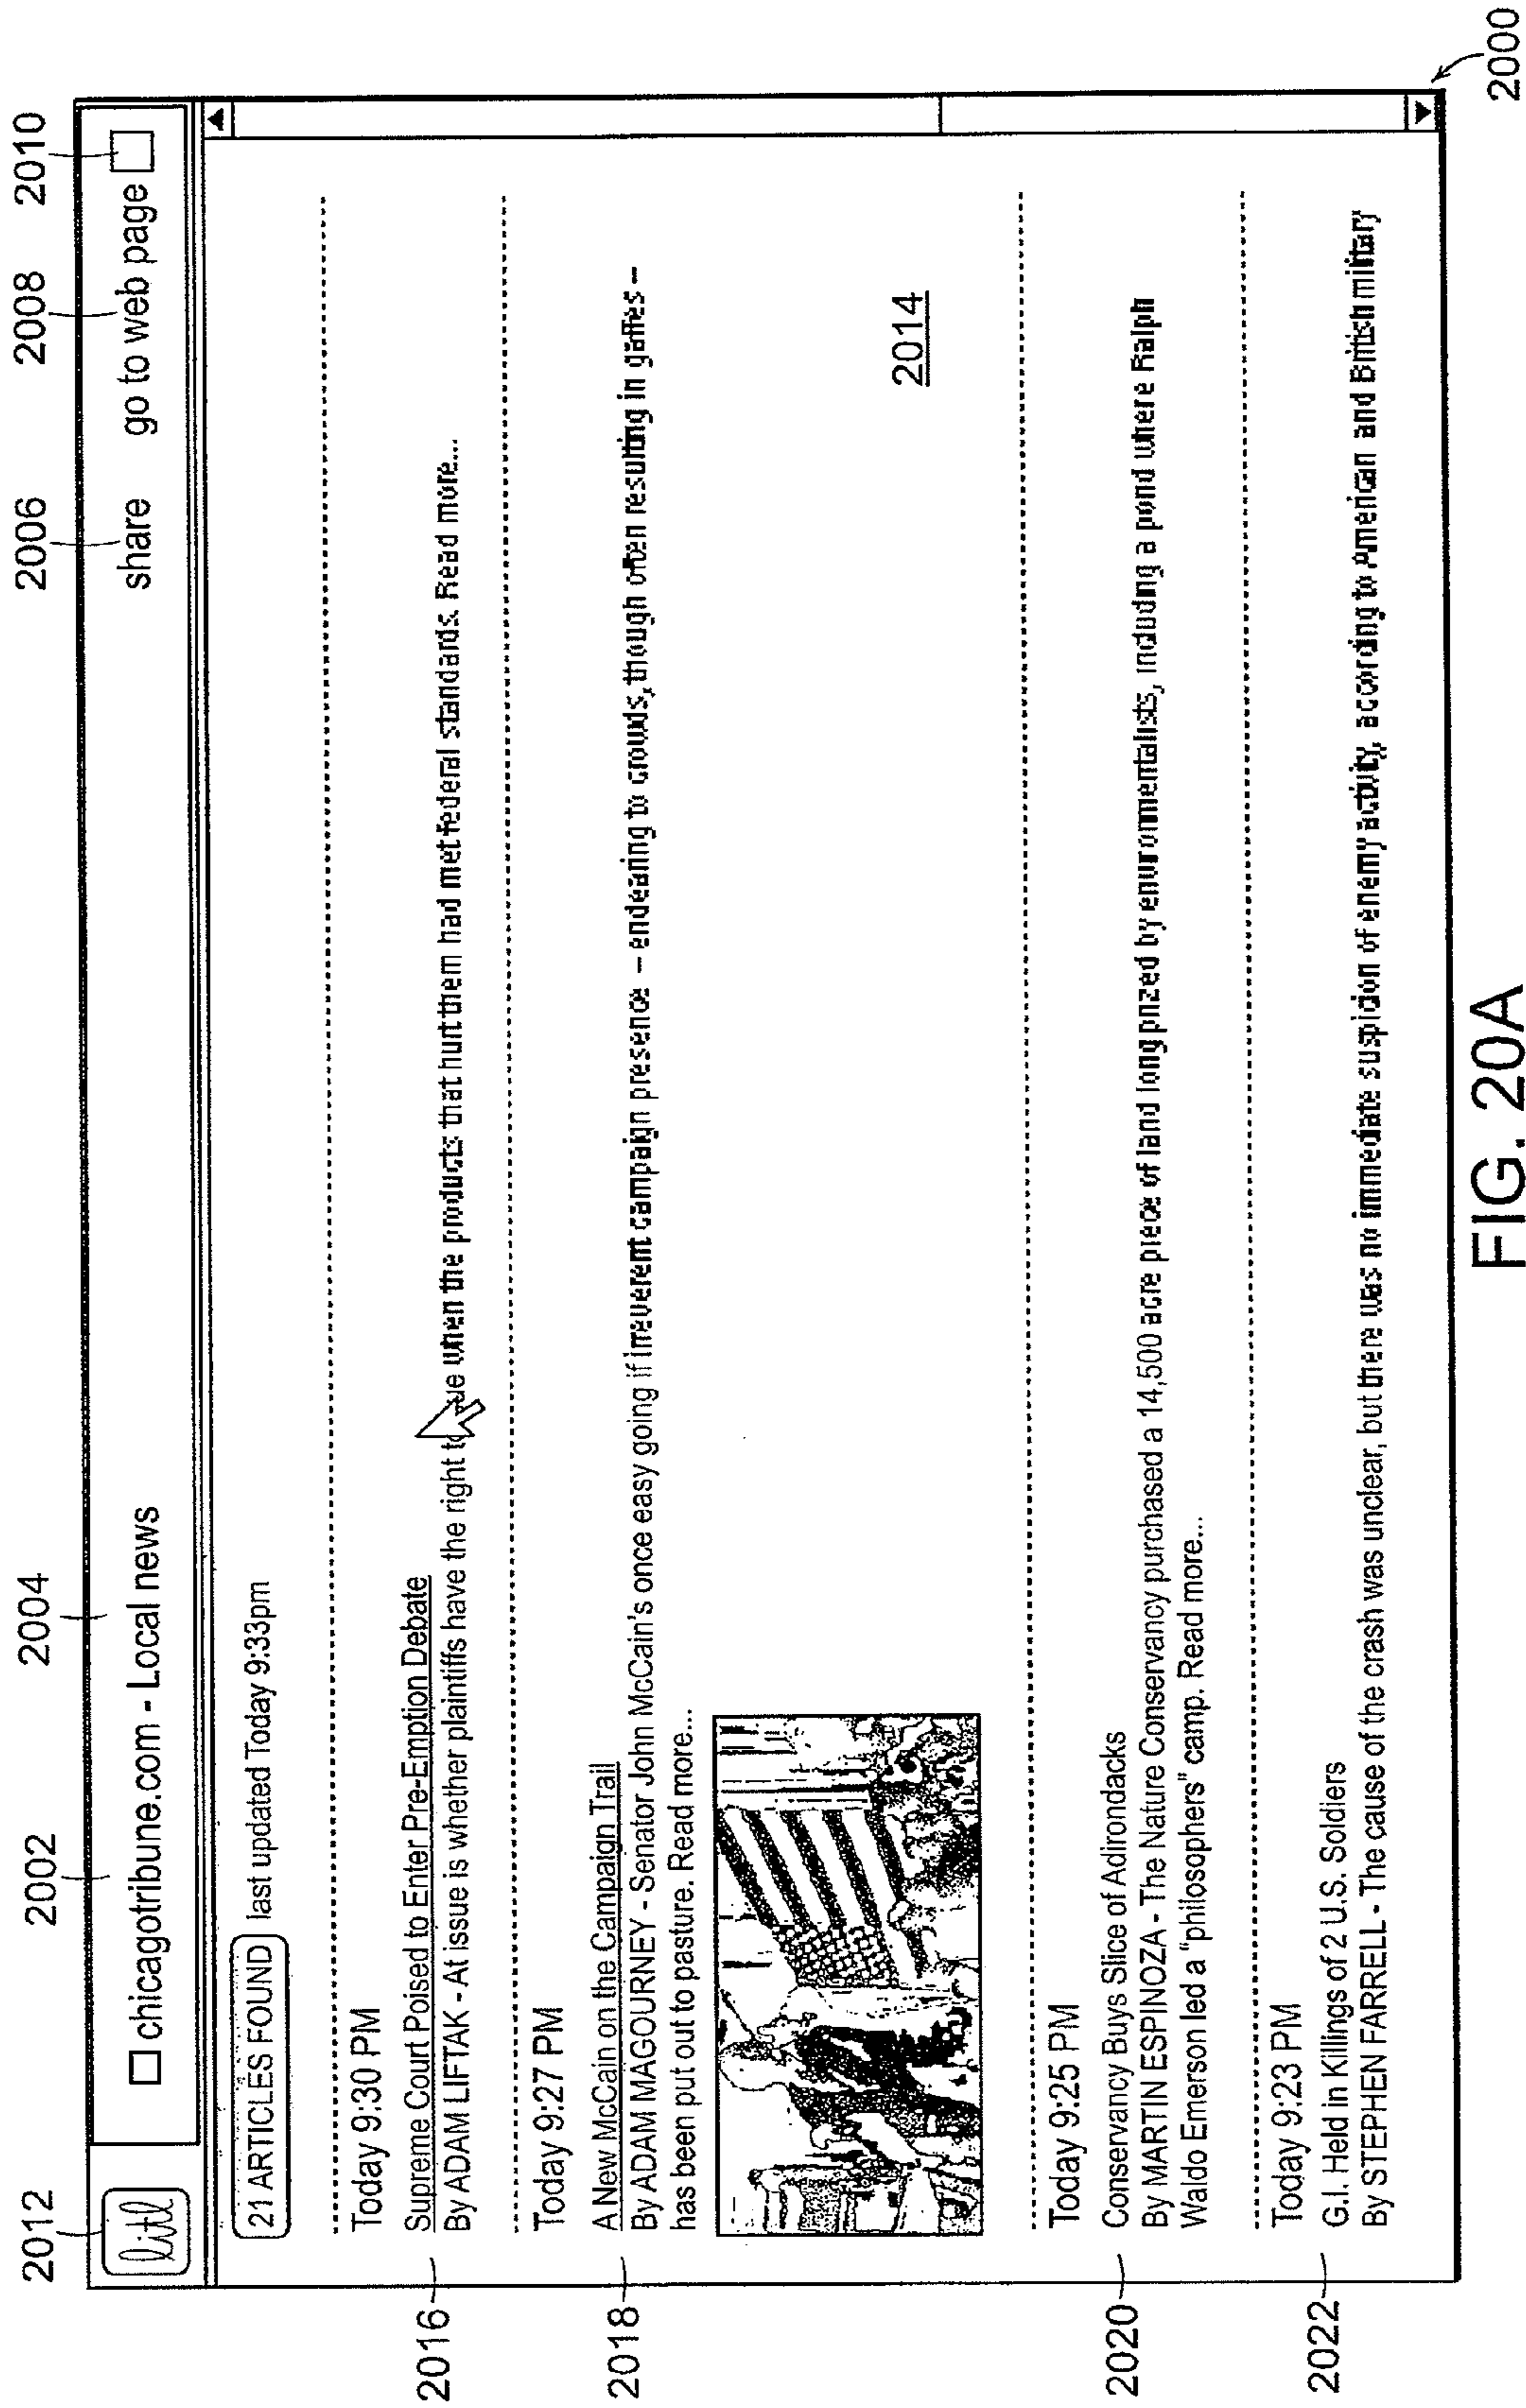 2012 2002 2004 2006 2008 2010
litl
chicagotribune.com - Local news share go to web page
21 ARTICLES FOUND last updated Today 9:33pm
Today 9:30 PM
Supreme Court Poised to Enter Pre-Emption Debate
2016
By ADAM LIFTAK - At issue is whether plaintiffs have the right to ue when the products that hurt them had met federal standards. Read more...
Today 9:27 PM
A New McCain on the Campaign Trail
2018
By ADAM MAGOURNEY - Senator John McCain's once easy going if irreverent campaign presence – endearing to crowds, though often resulting in gaffes –
has been put out to pasture. Read more...
2014
Today 9:25 PM
Conservancy Buys Slice of Adirondacks
2020
By MARTIN ESPINOZA - The Nature Conservancy purchased a 14,500 acre piece of land long prized by environmentalists, including a pond where Ralph
Waldo Emerson led a "philosophers" camp. Read more...
Today 9:23 PM
2022
G.I. Held in Killings of 2 U.S. Soldiers
By STEPHEN FARRELL - The cause of the crash was unclear, but there was no immediate suspicion of enemy activity, according to American and British military
2000
FIG. 20A